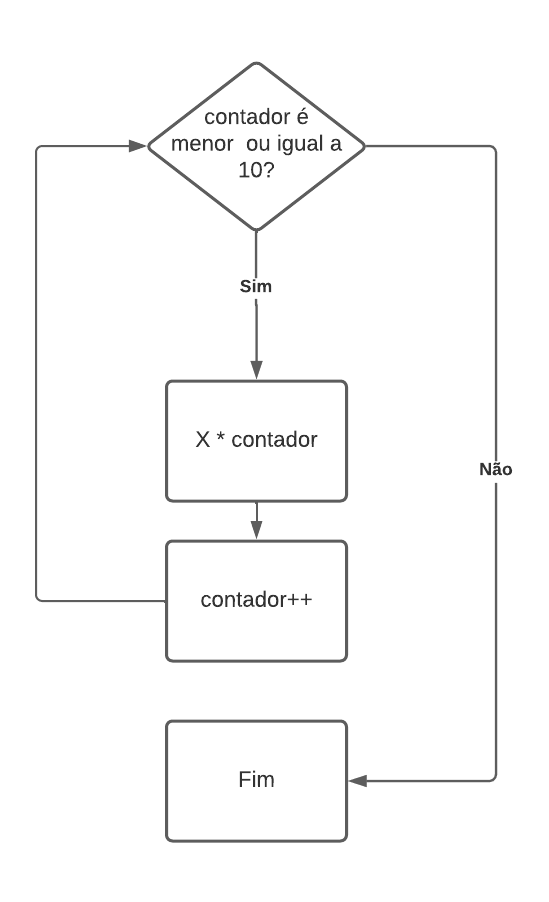 contador é
menor  ou igual a
10?
Sim
X * contador
Não
contador++
Fim